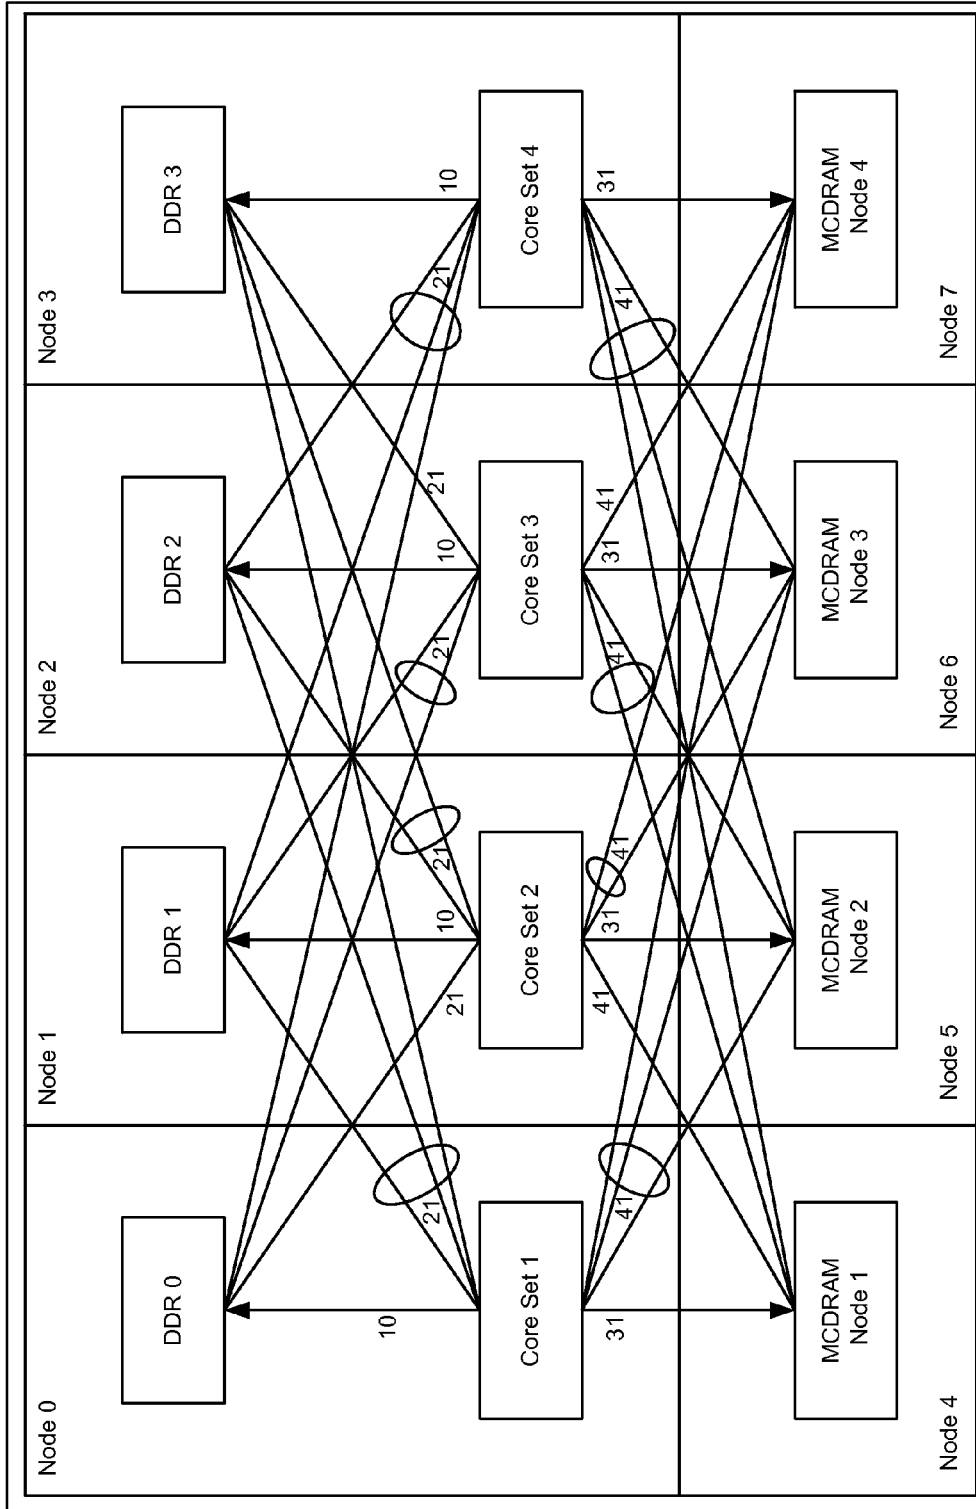 Node 0
Node 1
Node 2
Node 3
DDR 0
DDR 1
DDR 2
DDR 3
10
21
21
10
21
21
10
21
21
10
Core Set 1
Core Set 2
Core Set 3
Core Set 4
31
41
41
31
41
41
31
41
41
31
MCDRAM
Node 1
MCDRAM
Node 2
MCDRAM
Node 3
MCDRAM
Node 4
Node 4
Node 5
Node 6
Node 7